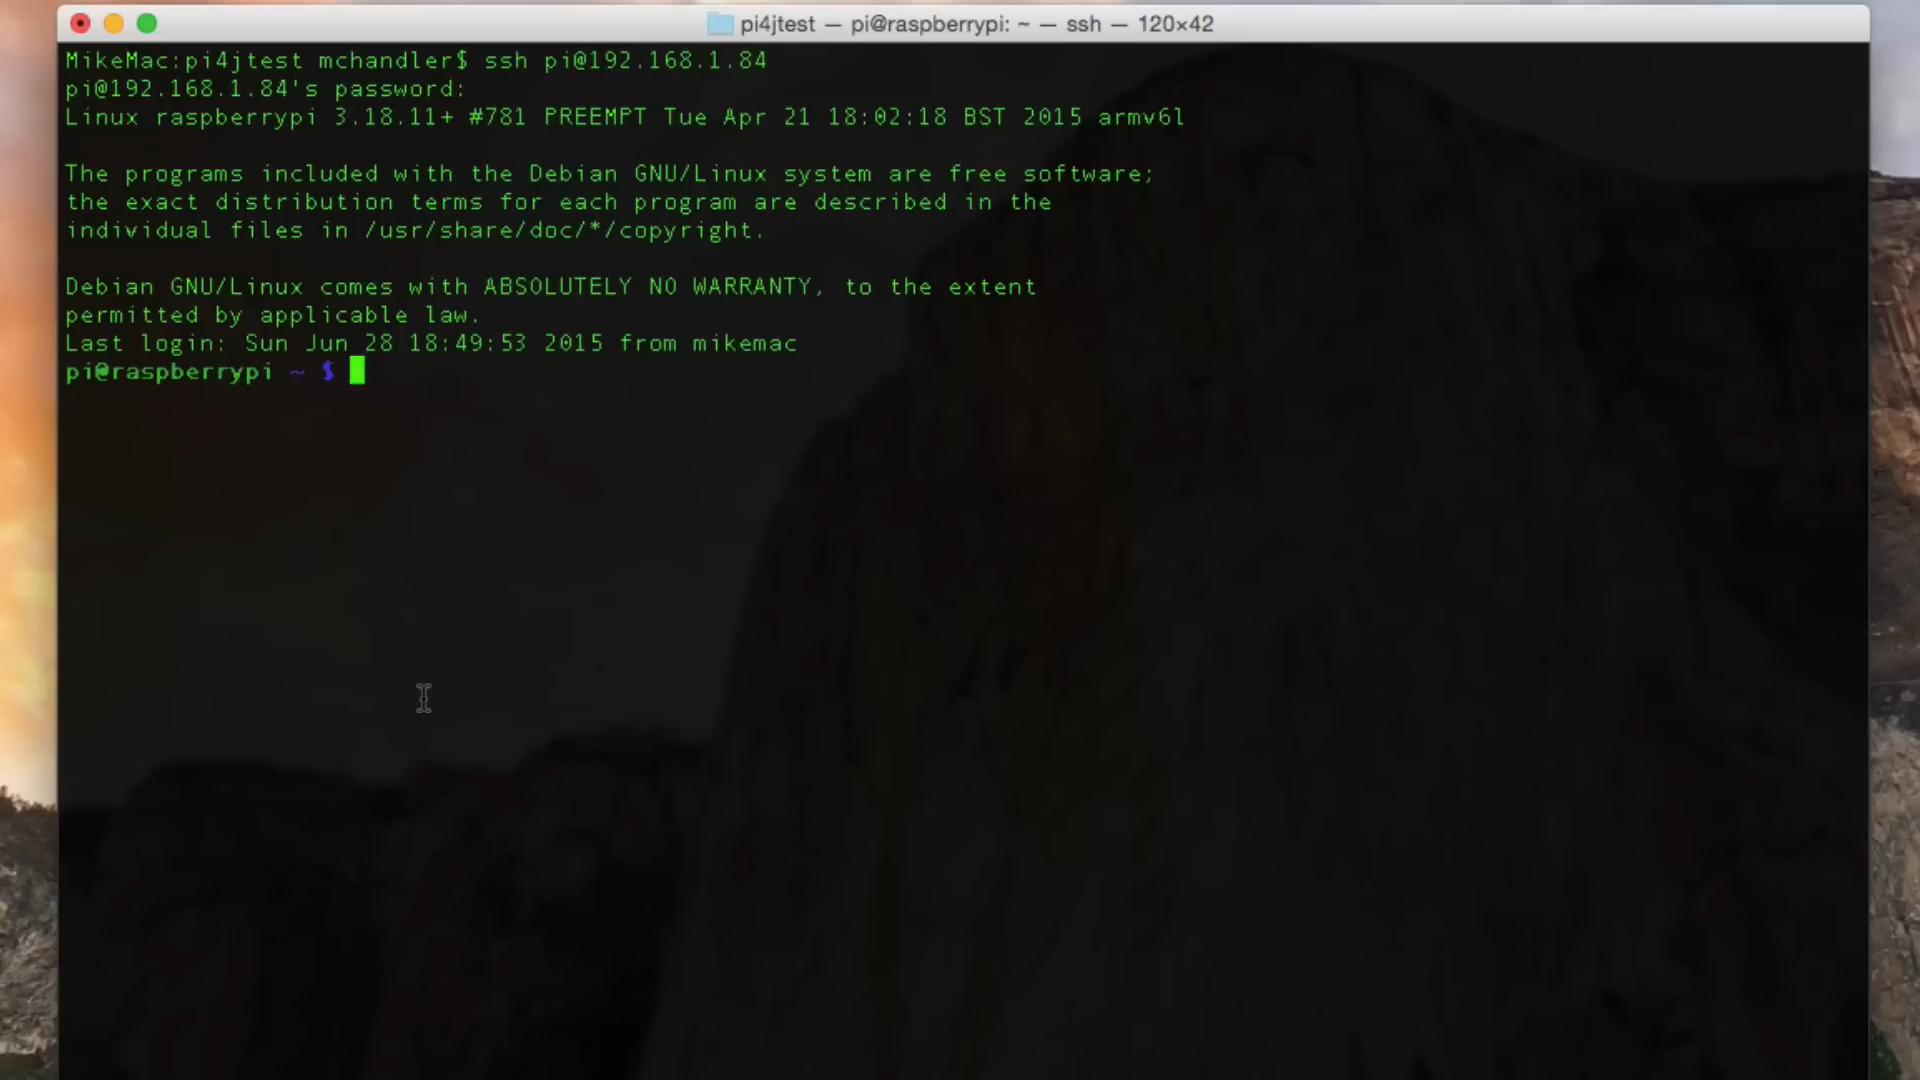 pi4jtest — pi@raspberrypi: ~ — ssh — 120×42
MikeMac:pi4jtest mchandler$ ssh pi@192.168.1.84
pi@192.168.1.84's password:
Linux raspberrypi 3.18.11+ #781 PREEMPT Tue Apr 21 18:02:18 BST 2015 armv6l
The programs included with the Debian GNU/Linux system are free software;
the exact distribution terms for each program are described in the
individual files in /usr/share/doc/*/copyright.
Debian GNU/Linux comes with ABSOLUTELY NO WARRANTY, to the extent
permitted by applicable law.
Last login: Sun Jun 28 18:49:53 2015 from mikemac
pi@raspberrypi ~ $